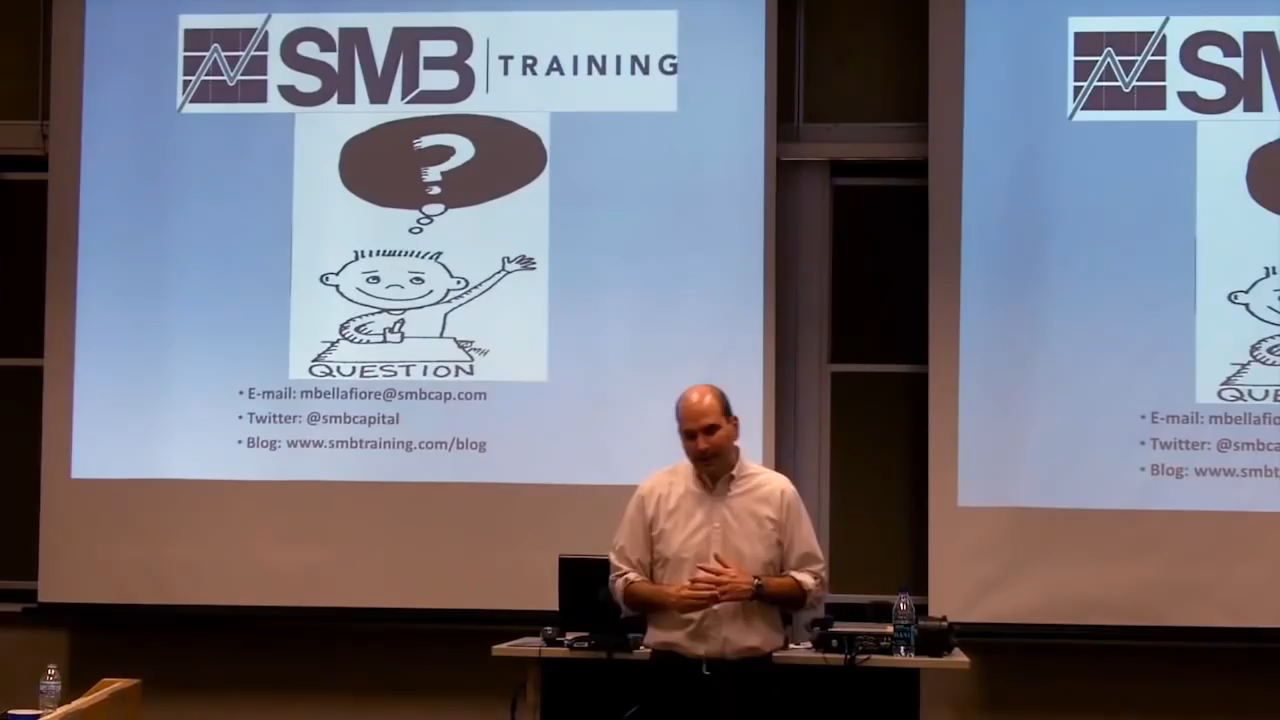 SMB | TRAINING
QUESTION
• E-mail: mbellafiore@smbcap.com
• Twitter: @smbcapital
• Blog: www.smbtraining.com/blog
SM
QUE
• E-mail: mbellafio
• Twitter: @smbca
• Blog: www.smbt